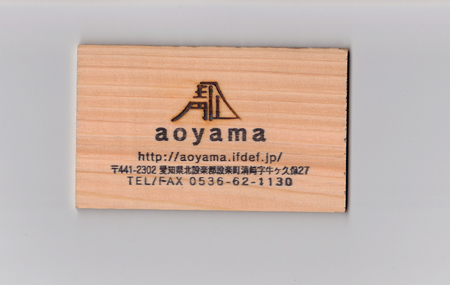 aoyama
http://aoyama.ifdef.jp/
〒441-2302 愛知県北設楽郡設楽町清崎字牛ヶ久保27
TEL/FAX 0536-62-1130